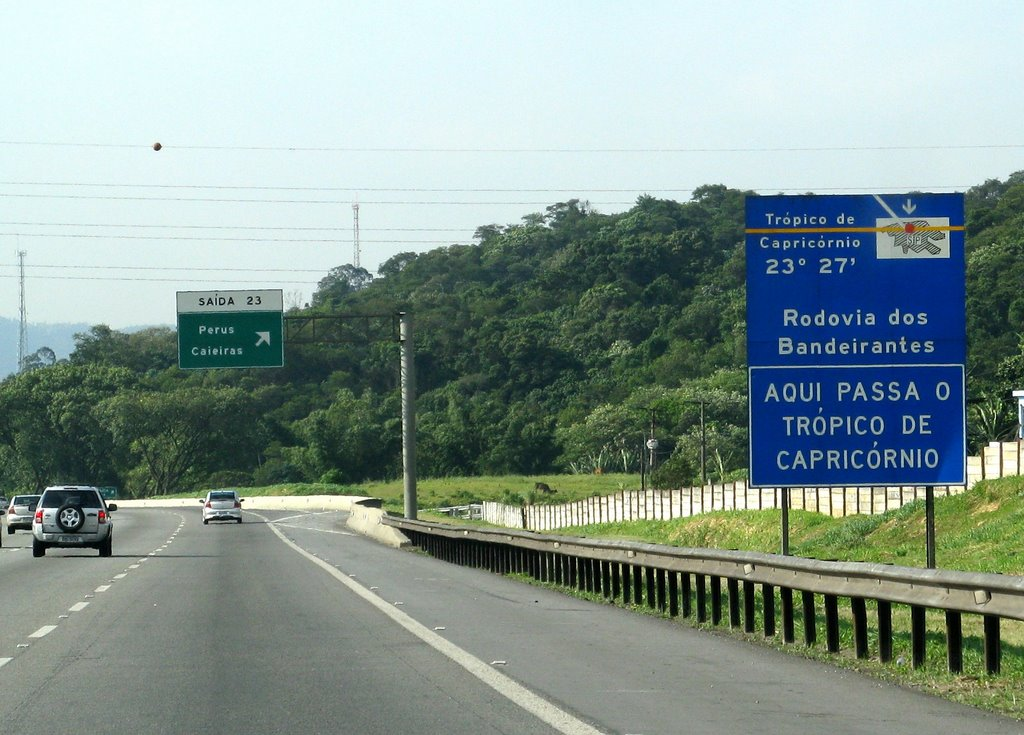 SAÍDA 23
Perus
Caieiras
Trópico de
Capricórnio
23° 27'
Rodovia dos
Bandeirantes
AQUI PASSA O
TRÓPICO DE
CAPRICÓRNIO